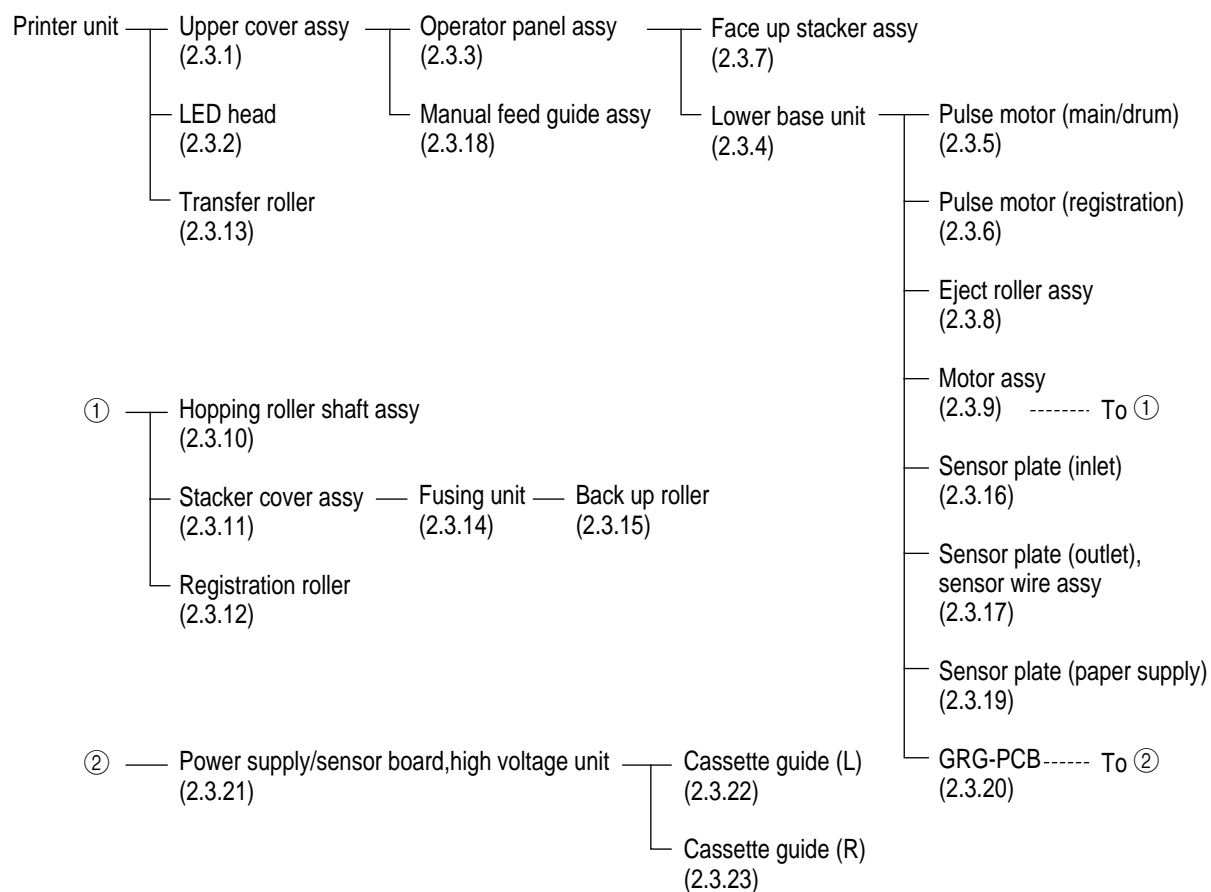 Printer unit
Upper cover assy
(2.3.1)
Operator panel assy
(2.3.3)
Face up stacker assy
(2.3.7)
LED head
(2.3.2)
Manual feed guide assy
(2.3.18)
Lower base unit
(2.3.4)
Pulse motor (main/drum)
(2.3.5)
Transfer roller
(2.3.13)
Pulse motor (registration)
(2.3.6)
Eject roller assy
(2.3.8)
Motor assy
(2.3.9) -------- To ①
① Hopping roller shaft assy
(2.3.10)
Sensor plate (inlet)
(2.3.16)
Stacker cover assy
(2.3.11)
Fusing unit
(2.3.14)
Back up roller
(2.3.15)
Sensor plate (outlet),
sensor wire assy
(2.3.17)
Registration roller
(2.3.12)
Sensor plate (paper supply)
(2.3.19)
GRG-PCB ------ To ②
(2.3.20)
② Power supply/sensor board,high voltage unit
(2.3.21)
Cassette guide (L)
(2.3.22)
Cassette guide (R)
(2.3.23)